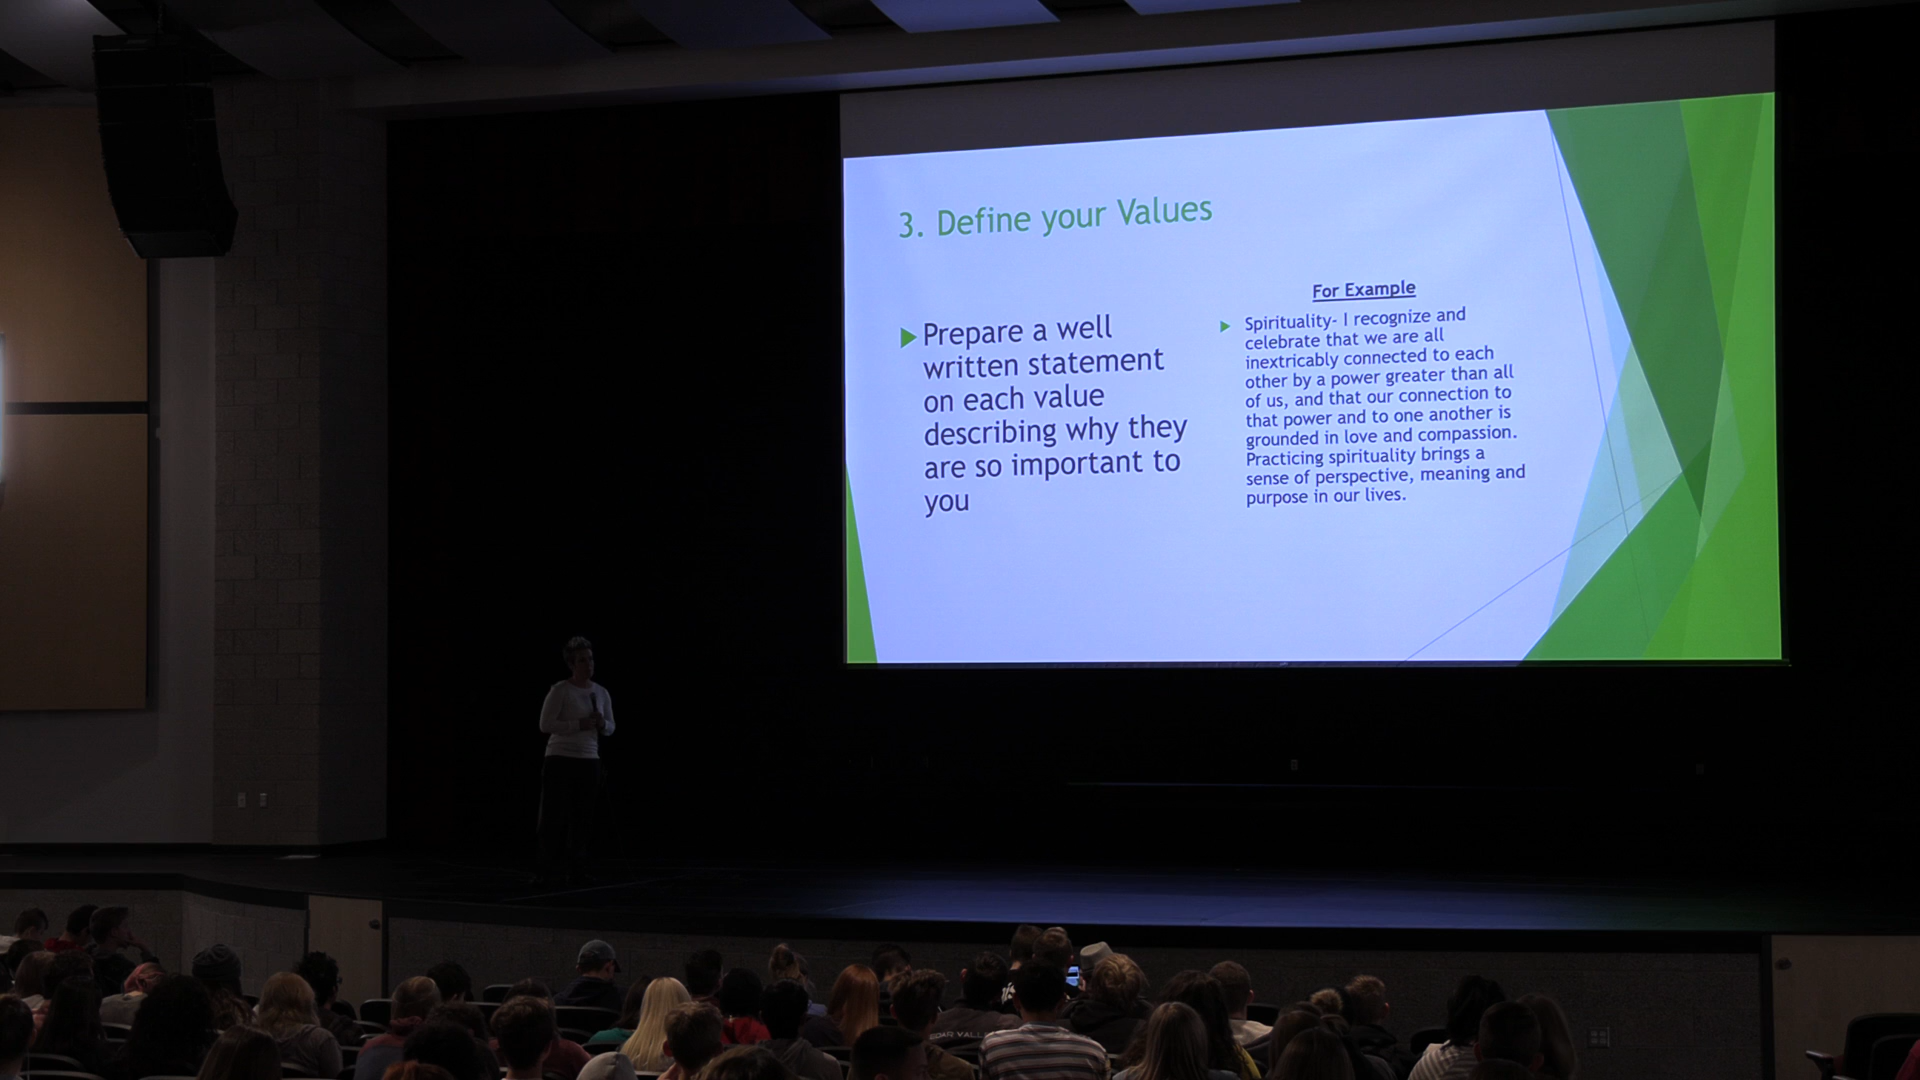 3. Define your Values
Prepare a well
written statement
on each value
describing why they
are so important to
you
For Example
Spirituality- I recognize and
celebrate that we are all
inextricably connected to each
other by a power greater than all
of us, and that our connection to
that power and to one another is
grounded in love and compassion.
Practicing spirituality brings a
sense of perspective, meaning and
purpose in our lives.